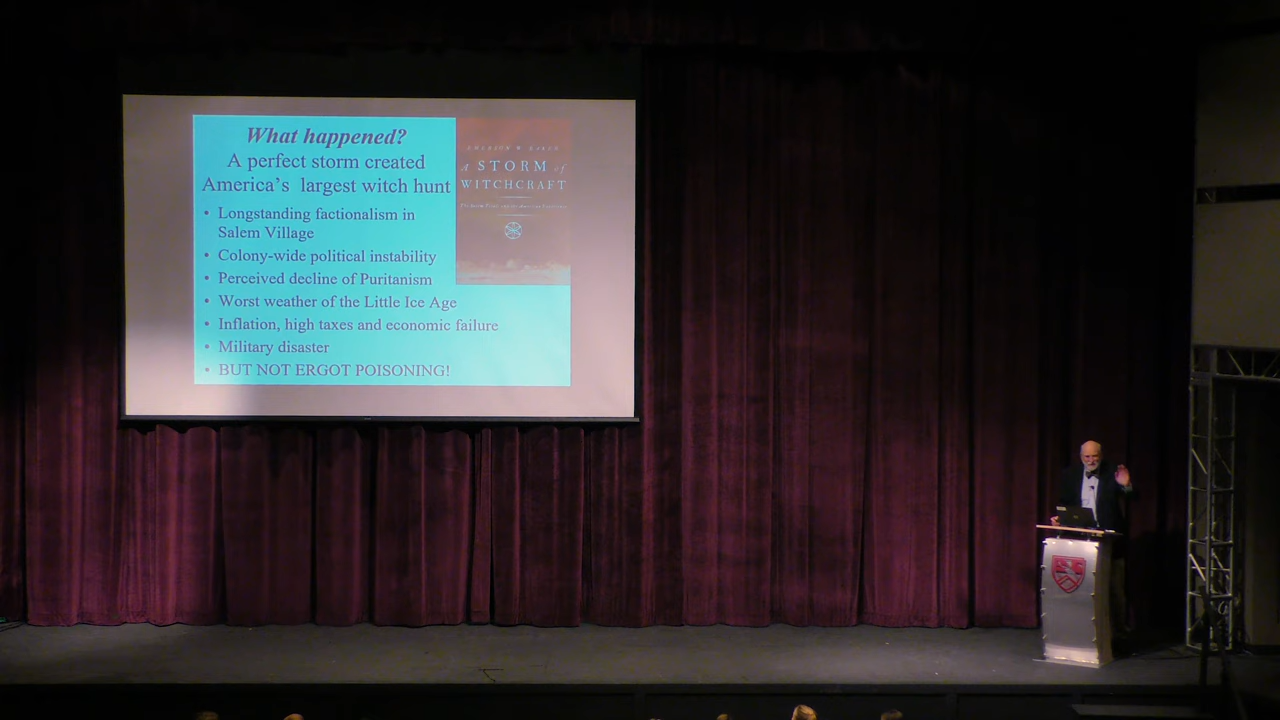 What happened?
A perfect storm created
America's largest witch hunt
• Longstanding factionalism in
Salem Village
• Colony-wide political instability
• Perceived decline of Puritanism
• Worst weather of the Little Ice Age
• Inflation, high taxes and economic failure
• Military disaster
• BUT NOT ERGOT POISONING!
EMERSON W. BAKER
A STORM of
WITCHCRAFT